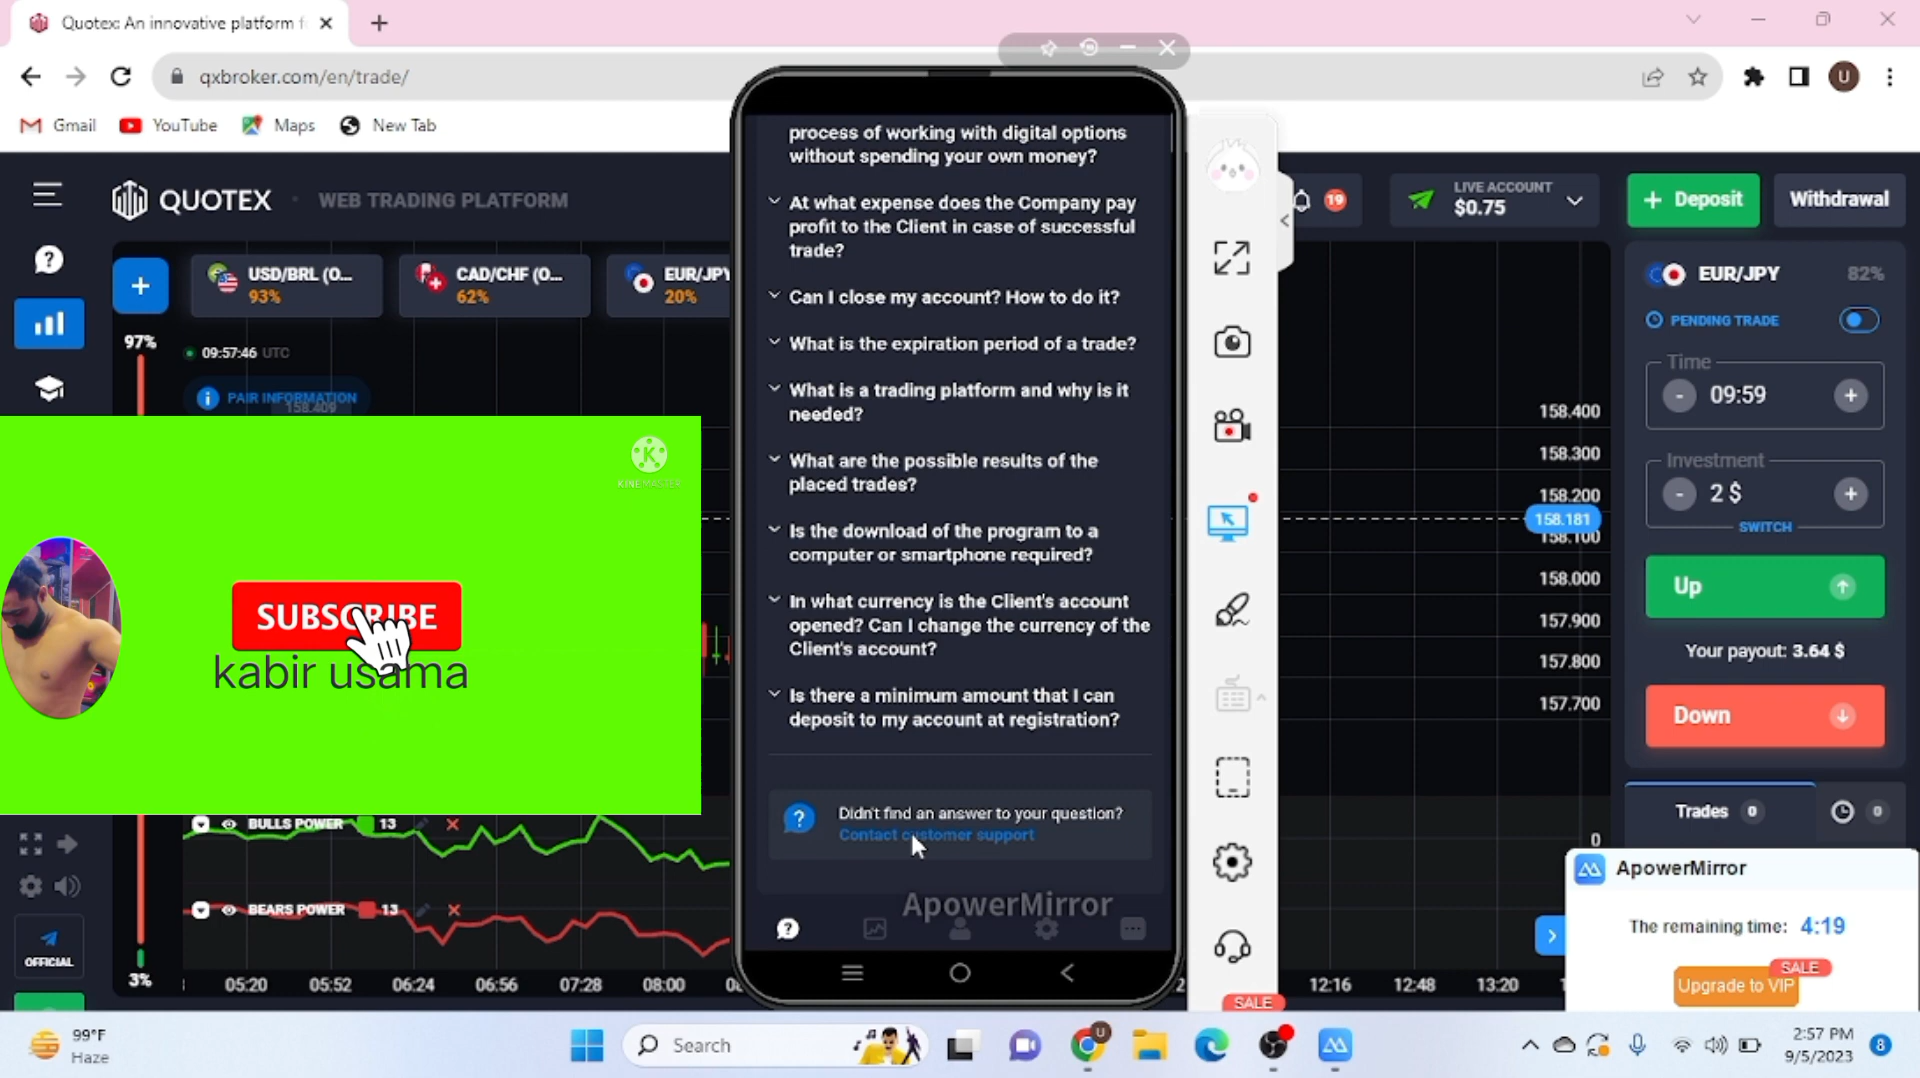 Quotex: An innovative platform f
qxbroker.com/en/trade/
U
Gmail
YouTube
Maps
New Tab
QUOTEX
WEB TRADING PLATFORM
19
LIVE ACCOUNT
$0.75
+ Deposit
Withdrawal
USD/BRL (O...
93%
CAD/CHF (O...
62%
EUR/JPY
20%
97%
09:57:46 UTC
PAIR INFORMATION
158.409
KINEMASTER
SUBSCRIBE
kabir usama
BULLS POWER
13
BEARS POWER
13
OFFICIAL
3%
05:20
05:52
06:24
06:56
07:28
08:00
12:16
12:48
13:20
process of working with digital options
without spending your own money?
At what expense does the Company pay
profit to the Client in case of successful
trade?
Can I close my account? How to do it?
What is the expiration period of a trade?
What is a trading platform and why is it
needed?
What are the possible results of the
placed trades?
Is the download of the program to a
computer or smartphone required?
In what currency is the Client's account
opened? Can I change the currency of the
Client's account?
Is there a minimum amount that I can
deposit to my account at registration?
Didn't find an answer to your question?
Contact customer support
ApowerMirror
SALE
158.400
158.300
158.200
158.181
158.100
158.000
157.900
157.800
157.700
0
EUR/JPY
82%
PENDING TRADE
Time
- 09:59 +
Investment
- 2 $ +
SWITCH
Up
Your payout: 3.64 $
Down
Trades 0
0
ApowerMirror
The remaining time: 4:19
SALE
Upgrade to VIP
99°F
Haze
Search
U
2:57 PM
9/5/2023
8